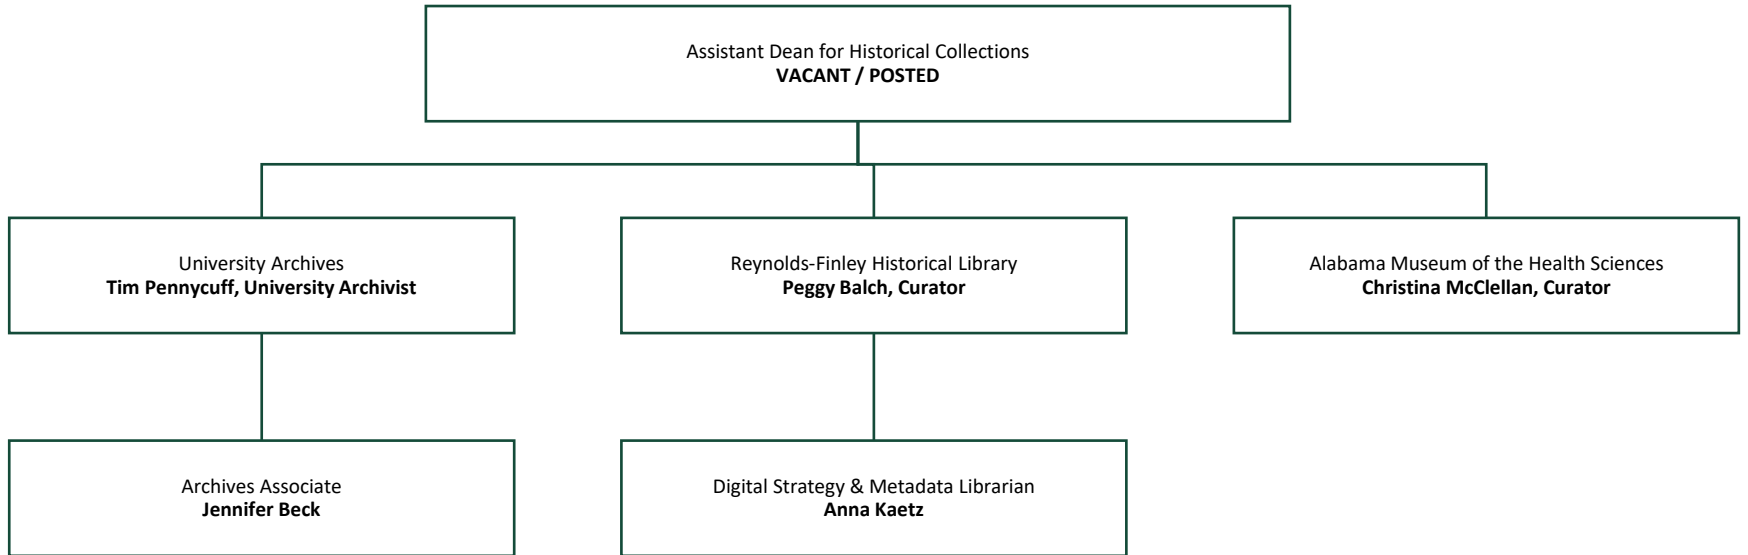 Assistant Dean for Historical Collections
VACANT / POSTED
University Archives
Tim Pennycuff, University Archivist
Reynolds-Finley Historical Library
Peggy Balch, Curator
Alabama Museum of the Health Sciences
Christina McClellan, Curator
Archives Associate
Jennifer Beck
Digital Strategy & Metadata Librarian
Anna Kaetz